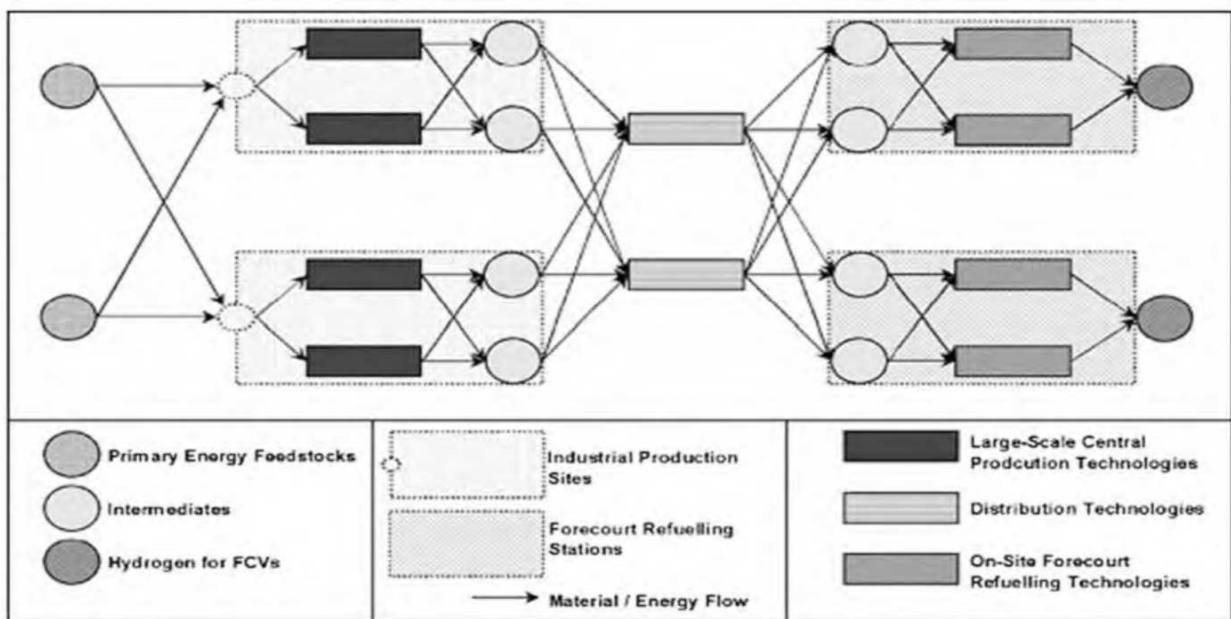 Primary Energy Feedstocks
Intermediates
Hydrogen for FCVs
Industrial Production
Sites
Forecourt Refuelling
Stations
Material / Energy Flow
Large-Scale Central
Prodcution Technologies
Distribution Technologies
On-Site Forecourt
Refuelling Technologies